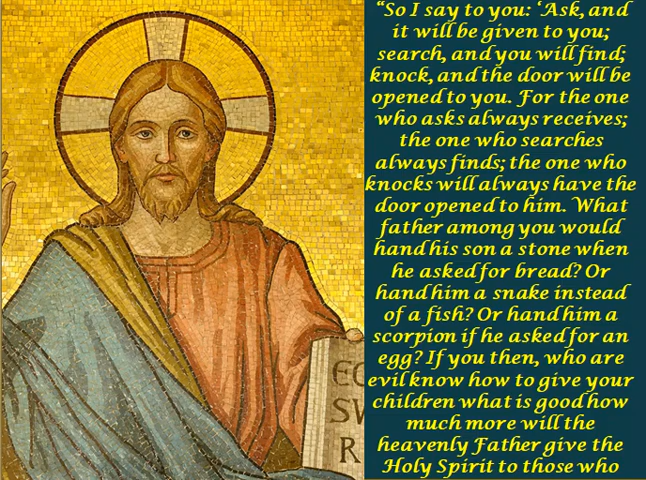 "So I say to you: 'Ask, and
it will be given to you;
search, and you will find;
knock, and the door will be
opened to you. For the one
who asks always receives;
the one who searches
always finds; the one who
knocks will always have the
door opened to him. What
father among you would
hand his son a stone when
he asked for bread? Or
hand him a snake instead
of a fish? Or hand him a
scorpion if he asked for an
egg? If you then, who are
evil know how to give your
children what is good how
much more will the
heavenly Father give the
Holy Spirit to those who
EG
SV
R